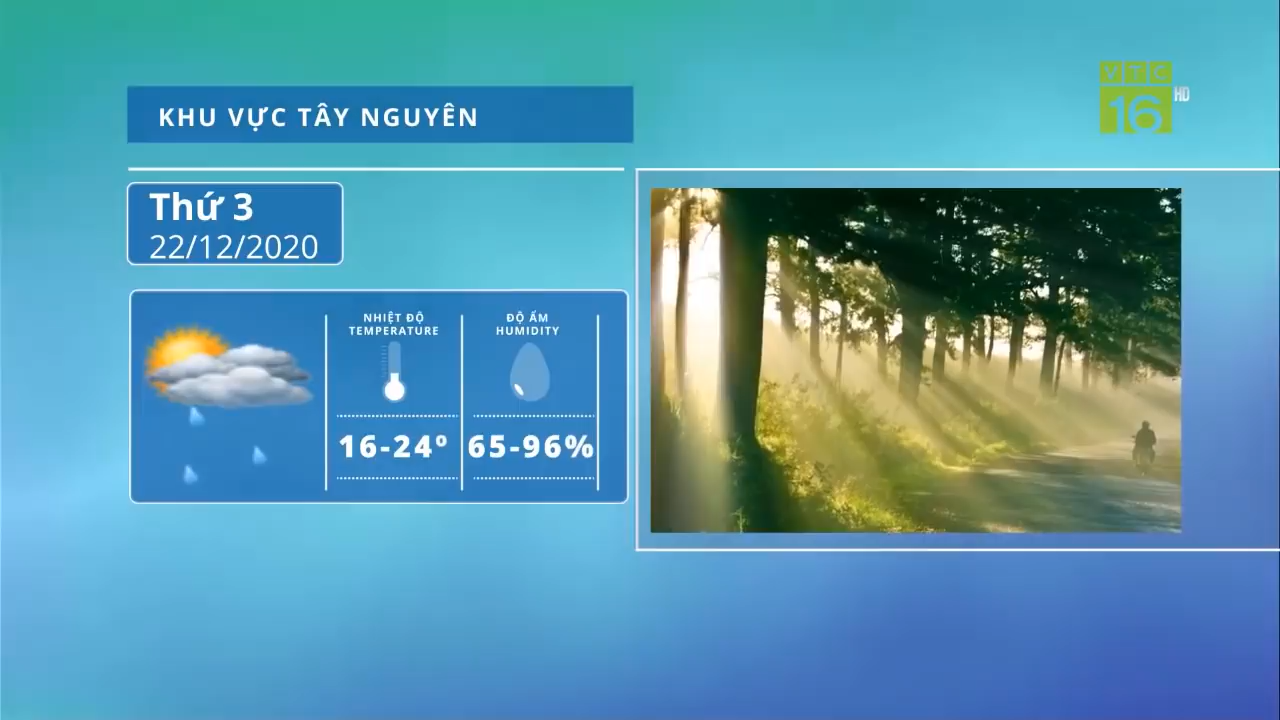 KHU VỰC TÂY NGUYÊN
VTC
16
HD
Thứ 3
22/12/2020
NHIỆT ĐỘ
TEMPERATURE
16-24º
ĐỘ ẨM
HUMIDITY
65-96%